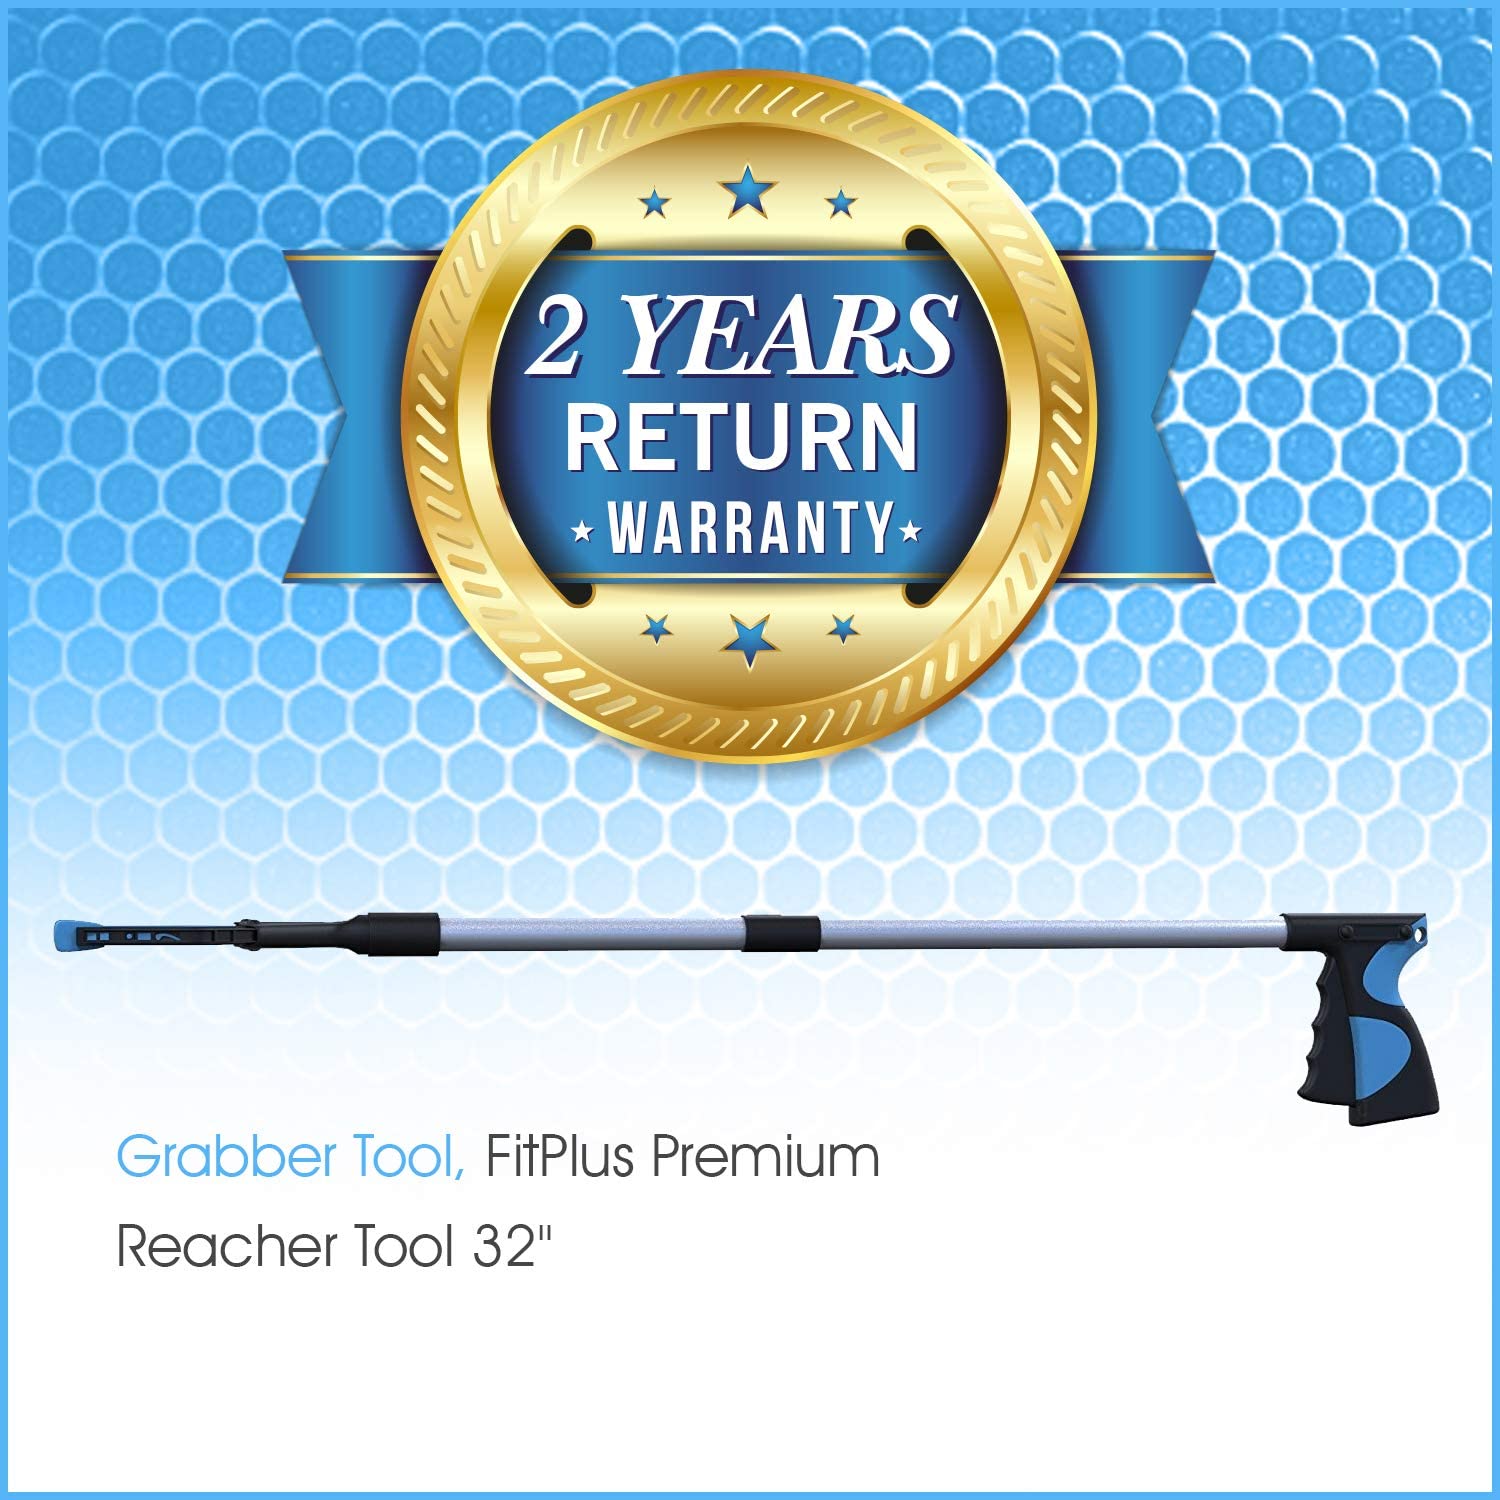 2 YEARS
RETURN
WARRANTY
Grabber Tool, FitPlus Premium
Reacher Tool 32"